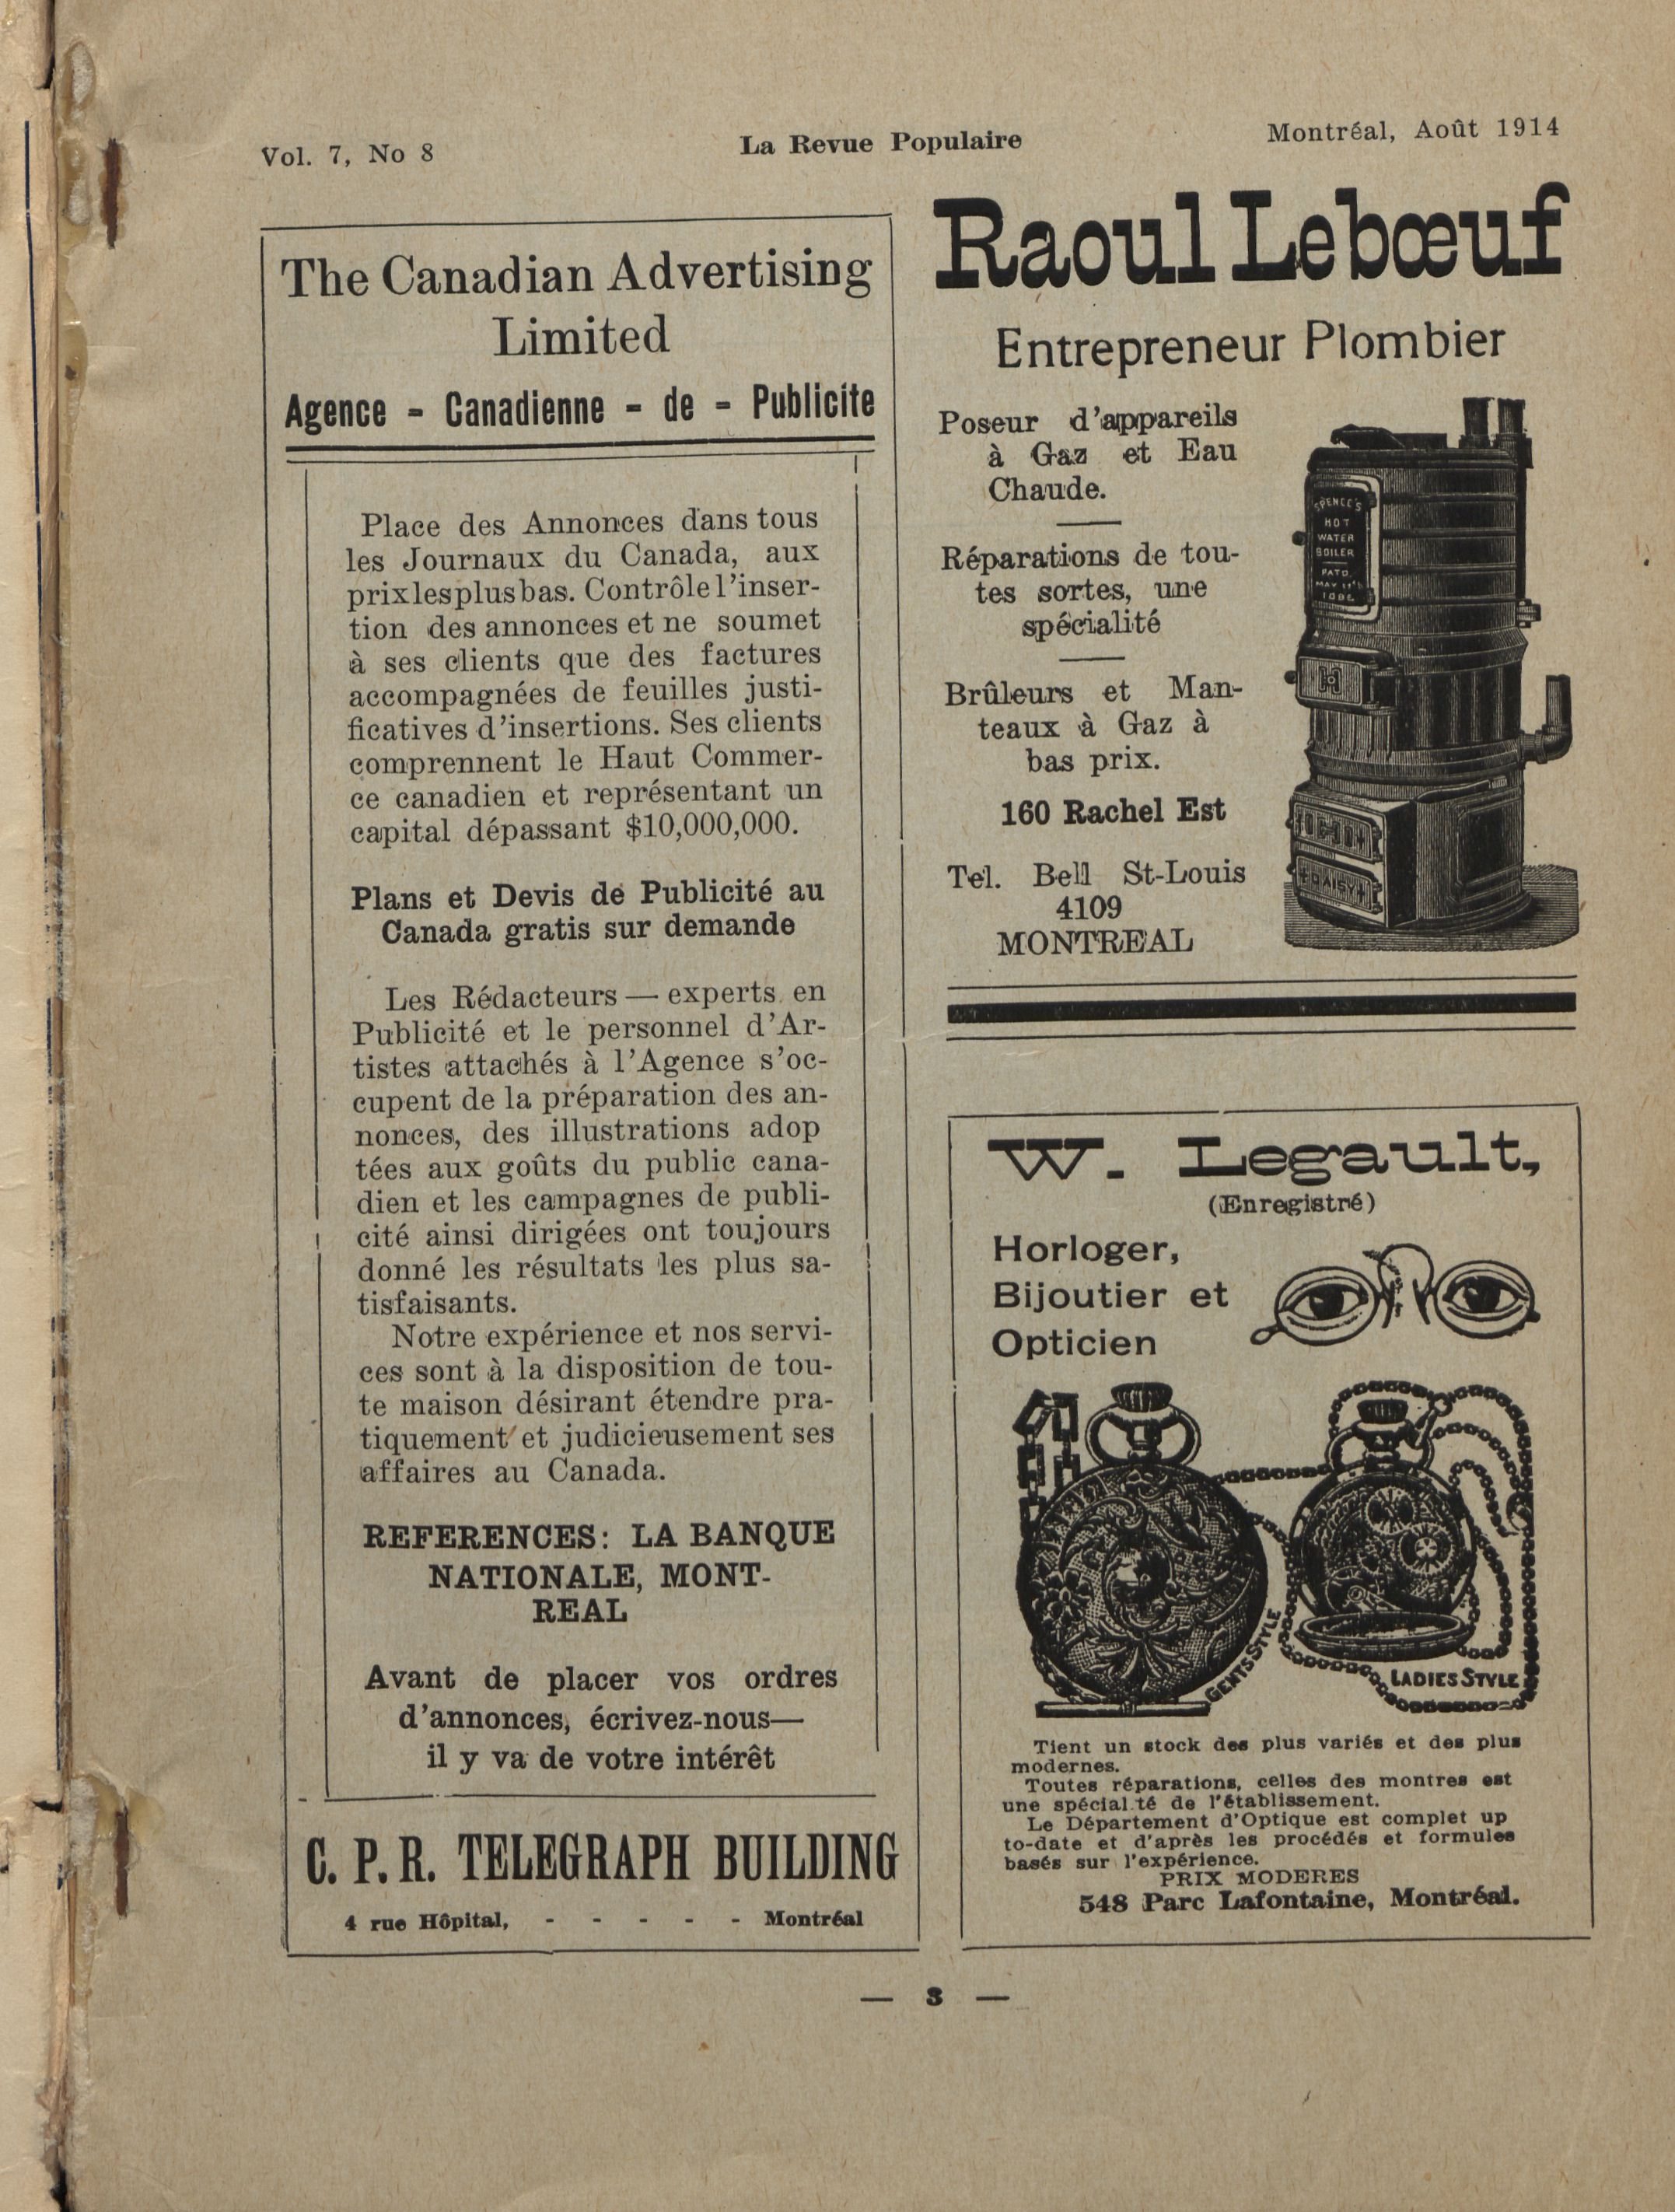 Vol. 7, No 8
La Revue Populaire
Montréal, Août 1914
The Canadian Advertising
Limited
Agence - Canadienne - de - Publicite
Place des Annonces dans tous
les Journaux du Canada, aux
prix les plus bas. Contrôle l'inser-
tion des annonces et ne soumet
à ses clients que des factures
accompagnées de feuilles justi-
ficatives d'insertions. Ses clients
comprennent le Haut Commer-
ce canadien et représentant un
capital dépassant $10,000,000.
Plans et Devis de Publicité au
Canada gratis sur demande
Les Rédacteurs — experts en
Publicité et le personnel d'Ar-
tistes attachés à l'Agence s'oc-
cupent de la préparation des an-
nonces, des illustrations adop
tées aux goûts du public cana-
dien et les campagnes de publi-
cité ainsi dirigées ont toujours
donné les résultats les plus sa-
tisfaisants.
Notre expérience et nos servi-
ces sont à la disposition de tou-
te maison désirant étendre pra-
tiquement et judicieusement ses
affaires au Canada.
REFERENCES: LA BANQUE
NATIONALE, MONT-
REAL
Avant de placer vos ordres
d'annonces, écrivez-nous—
il y va de votre intérêt
C. P. R. TELEGRAPH BUILDING
4 rue Hôpital, - - - - - Montréal
Raoul Lebœuf
Entrepreneur Plombier
Poseur d'appareils
à Gaz et Eau
Chaude.
Réparations de tou-
tes sortes, une
spécialité
Brûleurs et Man-
teaux à Gaz à
bas prix.
160 Rachel Est
Tel. Bell St-Louis
4109
MONTREAL
SPENCE'S
HOT
WATER
BOILER
PATD
MAY 11th
DAISY
W. Legault,
(Enregistré)
Horloger,
Bijoutier et
Opticien
GENTS STYLE
LADIES STYLE
Tient un stock des plus variés et des plus
modernes.
Toutes réparations, celles des montres est
une spécial té de l'établissement.
Le Département d'Optique est complet up
to-date et d'après les procédés et formules
basés sur l'expérience.
PRIX MODERES
548 Parc Lafontaine, Montréal.
— 3 —